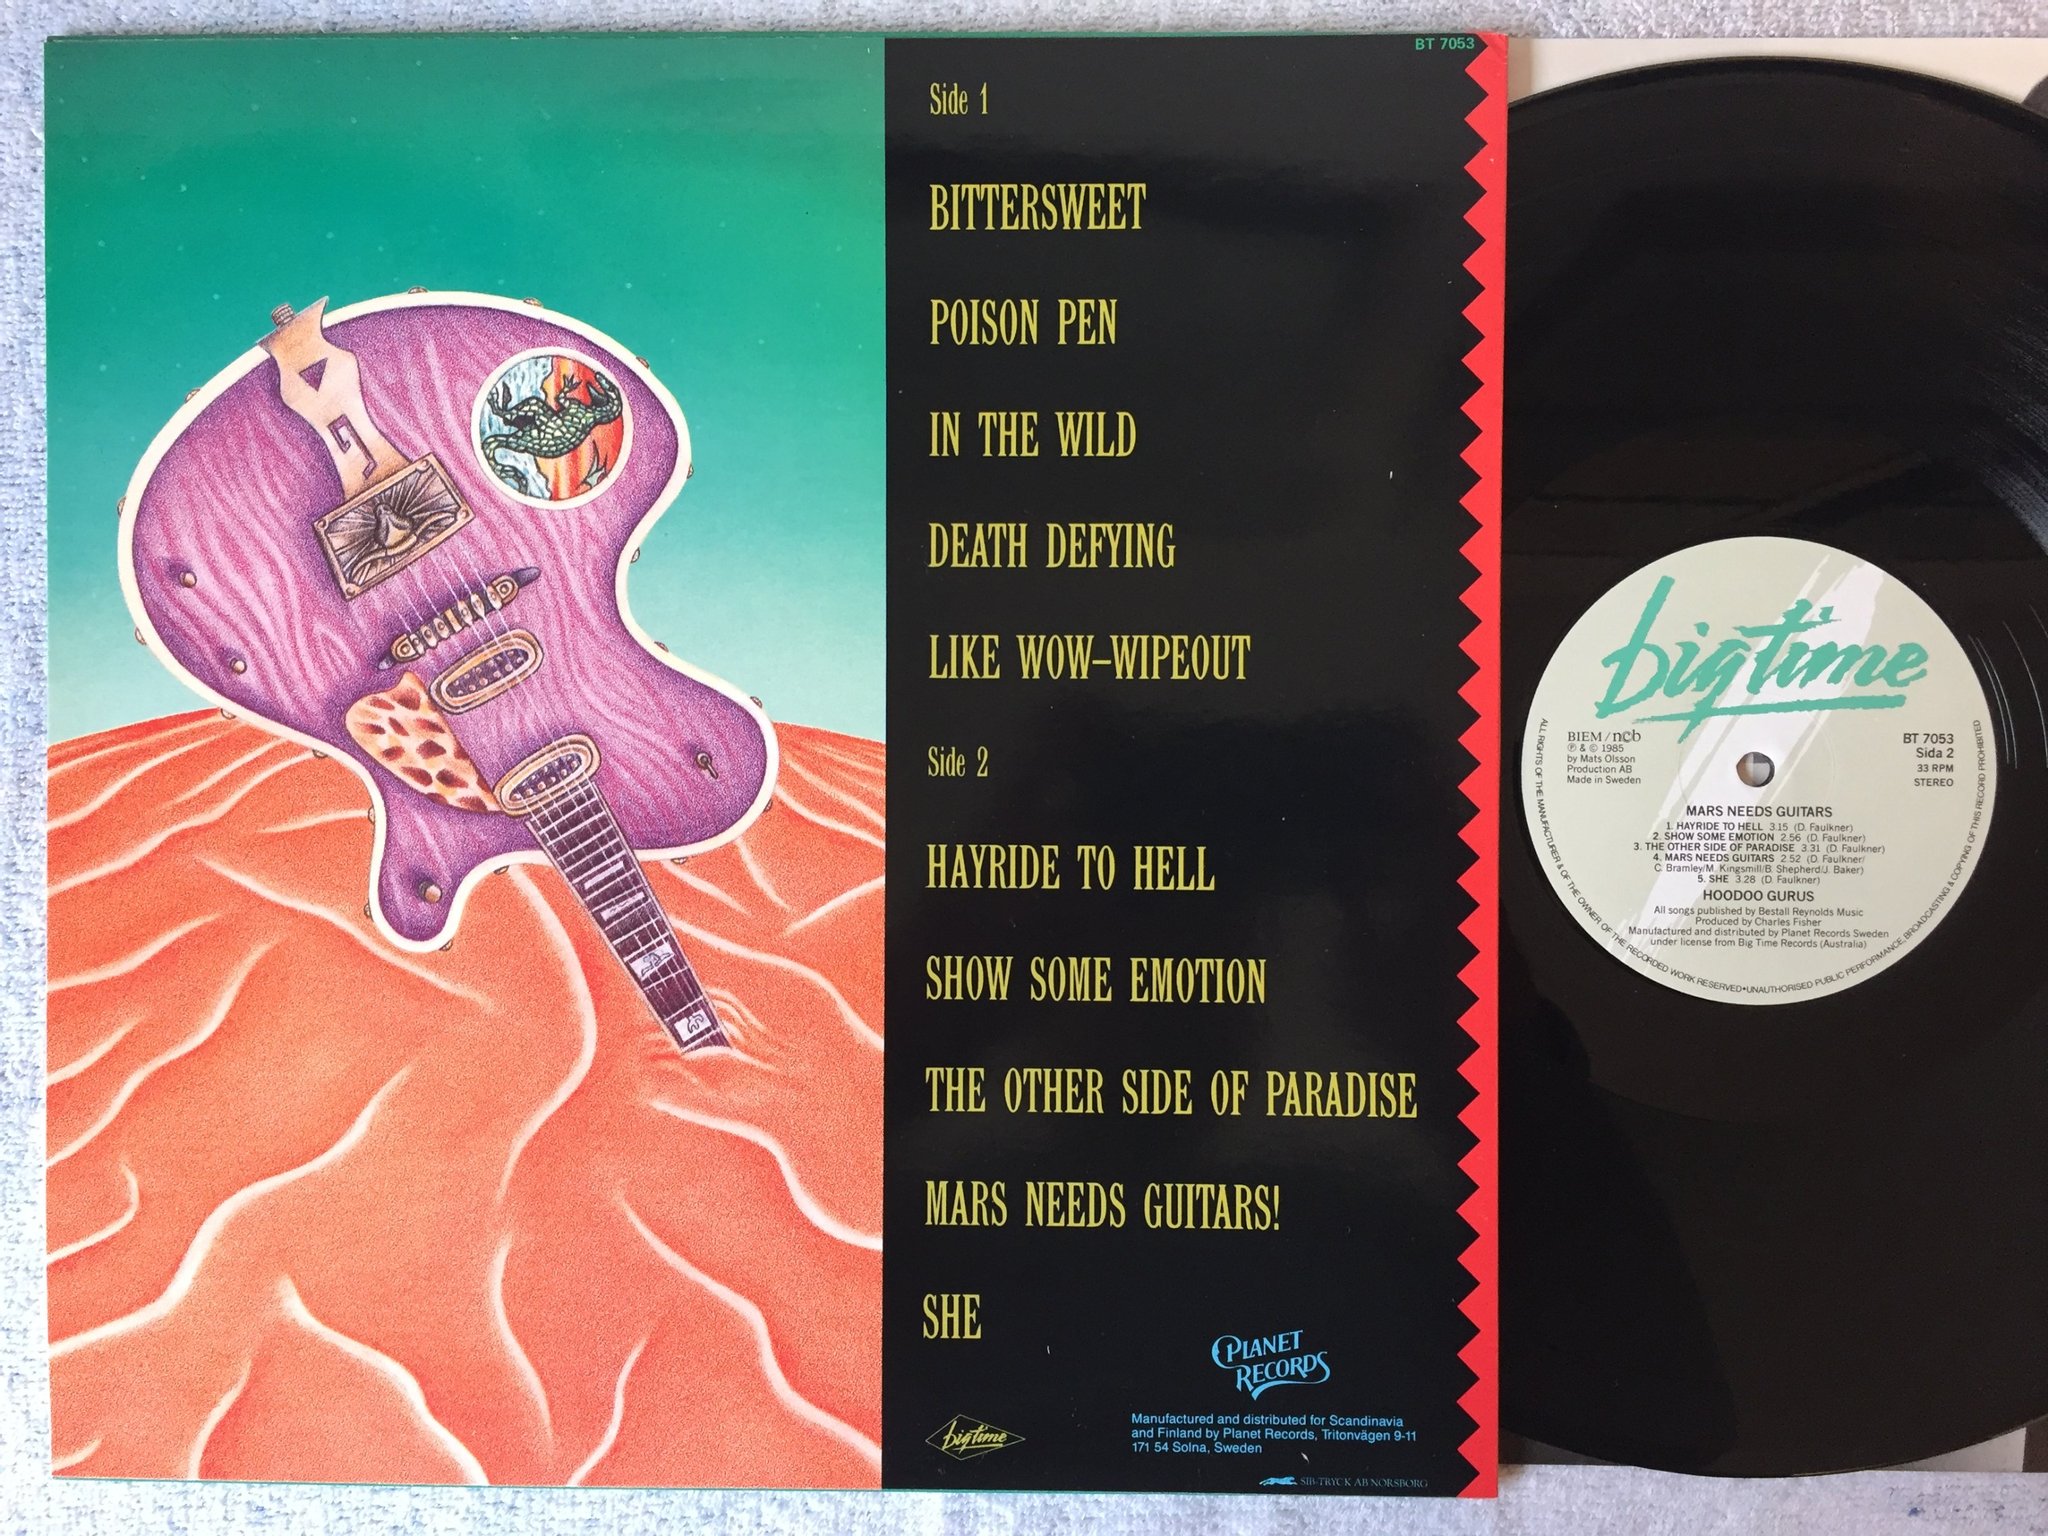 BT 7053
Side 1
BITTERSWEET
POISON PEN
IN THE WILD
DEATH DEFYING
LIKE WOW–WIPEOUT
Side 2
HAYRIDE TO HELL
SHOW SOME EMOTION
THE OTHER SIDE OF PARADISE
MARS NEEDS GUITARS!
SHE
PLANET
RECORDS
bigtime
Manufactured and distributed for Scandinavia
and Finland by Planet Records, Tritonvägen 9-11
171 54 Solna, Sweden
SIB-TRYCK AB NORSBORG
bigtime
BIEM/ncb
℗ & © 1985
by Mats Olsson
Production AB
Made in Sweden
BT 7053
Sida 2
33 RPM
STEREO
MARS NEEDS GUITARS
1. HAYRIDE TO HELL 3.15 (D. Faulkner)
2. SHOW SOME EMOTION 2.56 (D. Faulkner)
3. THE OTHER SIDE OF PARADISE 3.31 (D. Faulkner)
4. MARS NEEDS GUITARS 2.52 (D. Faulkner/
C. Bramley/M. Kingsmill/B. Shepherd/J. Baker)
5. SHE 3.28 (D. Faulkner)
HOODOO GURUS
All songs published by Bestall Reynolds Music
Produced by Charles Fisher
Manufactured and distributed by Planet Records Sweden
under license from Big Time Records (Australia)
ALL RIGHTS OF THE MANUFACTURER & OF THE OWNER OF THE RECORDED WORK RESERVED•UNAUTHORISED PUBLIC PERFORMANCE, BROADCASTING & COPYING OF THIS RECORD PROHIBITED